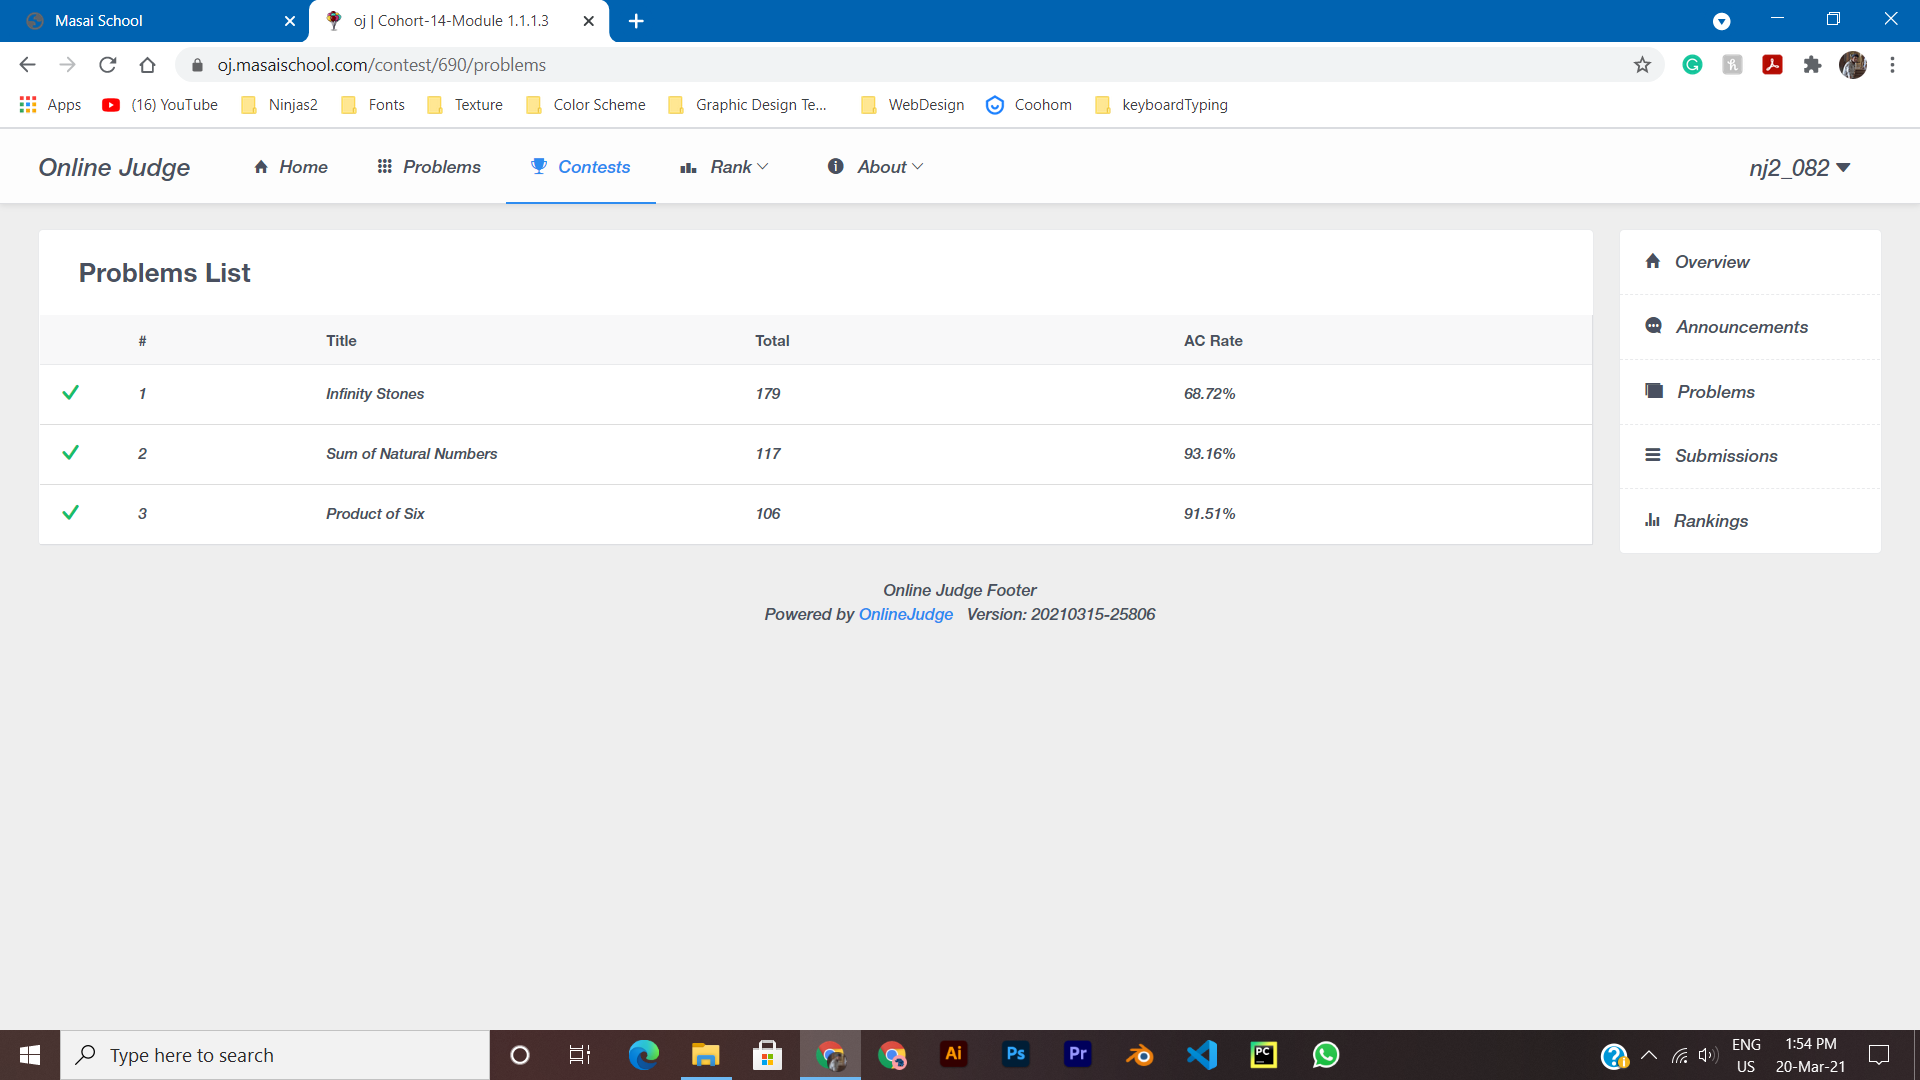 Masai School
oj | Cohort-14-Module 1.1.1.3
oj.masaischool.com/contest/690/problems
Apps (16) YouTube Ninjas2 Fonts Texture Color Scheme Graphic Design Te... WebDesign Coohom keyboardTyping
Online Judge Home Problems Contests Rank About nj2_082
Problems List
# Title Total AC Rate
1 Infinity Stones 179 68.72%
2 Sum of Natural Numbers 117 93.16%
3 Product of Six 106 91.51%
Overview
Announcements
Problems
Submissions
Rankings
Online Judge Footer
Powered by OnlineJudge Version: 20210315-25806
Type here to search
Ai Ps Pr PC
ENG
US
1:54 PM
20-Mar-21